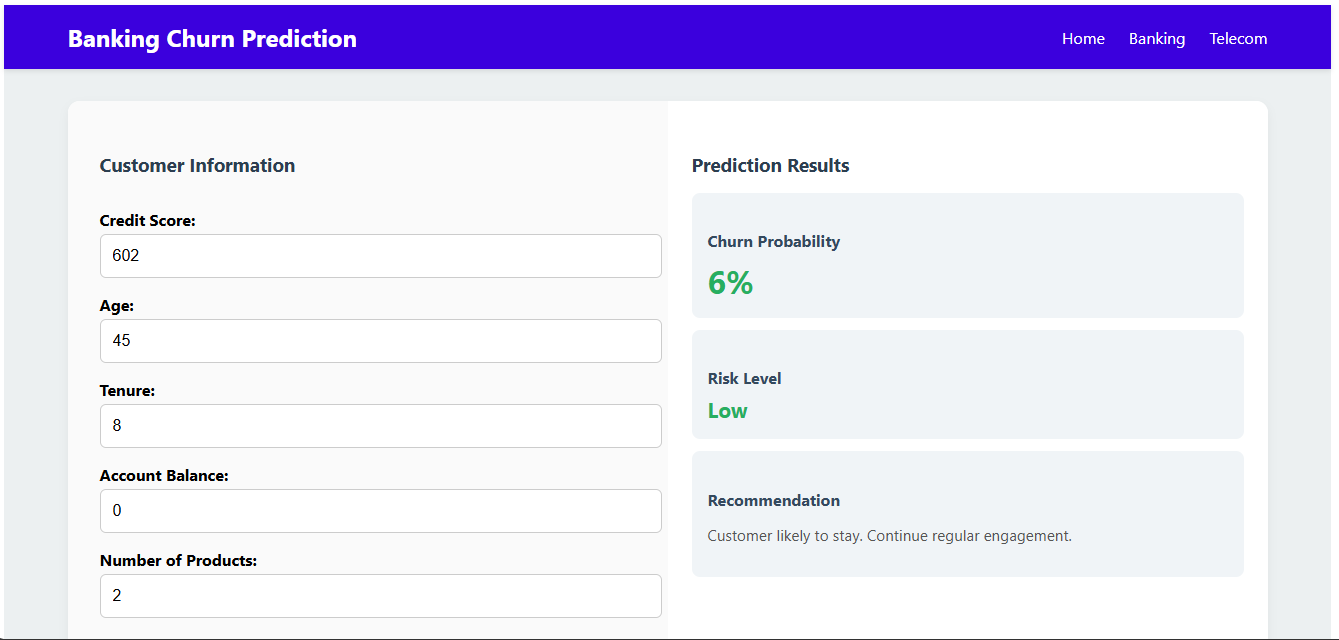 Banking Churn Prediction
Home Banking Telecom
Customer Information
Credit Score:
602
Age:
45
Tenure:
8
Account Balance:
0
Number of Products:
2
Prediction Results
Churn Probability
6%
Risk Level
Low
Recommendation
Customer likely to stay. Continue regular engagement.